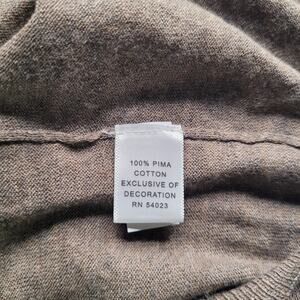 100% PIMA
COTTON
EXCLUSIVE OF
DECORATION
RN 54023